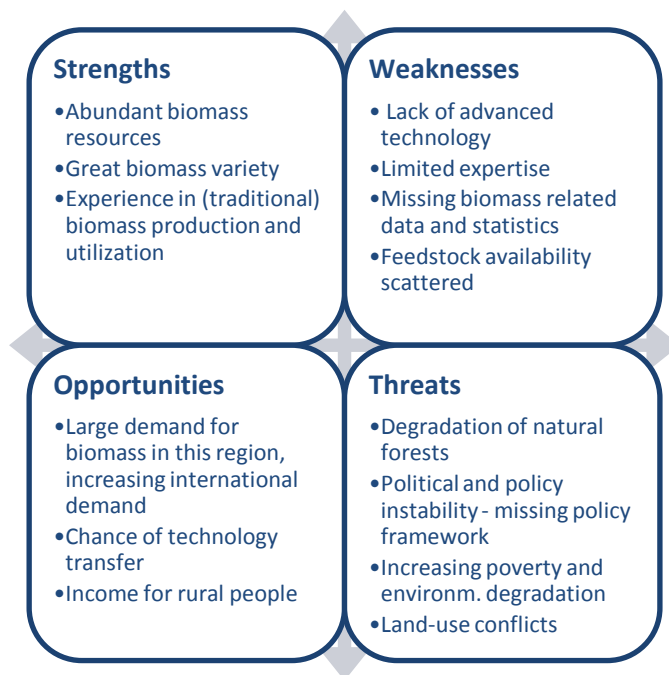 Strengths
•Abundant biomass
resources
•Great biomass variety
•Experience in (traditional)
biomass production and
utilization
Weaknesses
• Lack of advanced
technology
•Limited expertise
•Missing biomass related
data and statistics
•Feedstock availability
scattered
Opportunities
•Large demand for
biomass in this region,
increasing international
demand
•Chance of technology
transfer
•Income for rural people
Threats
•Degradation of natural
forests
•Political and policy
instability - missing policy
framework
•Increasing poverty and
environm. degradation
•Land-use conflicts